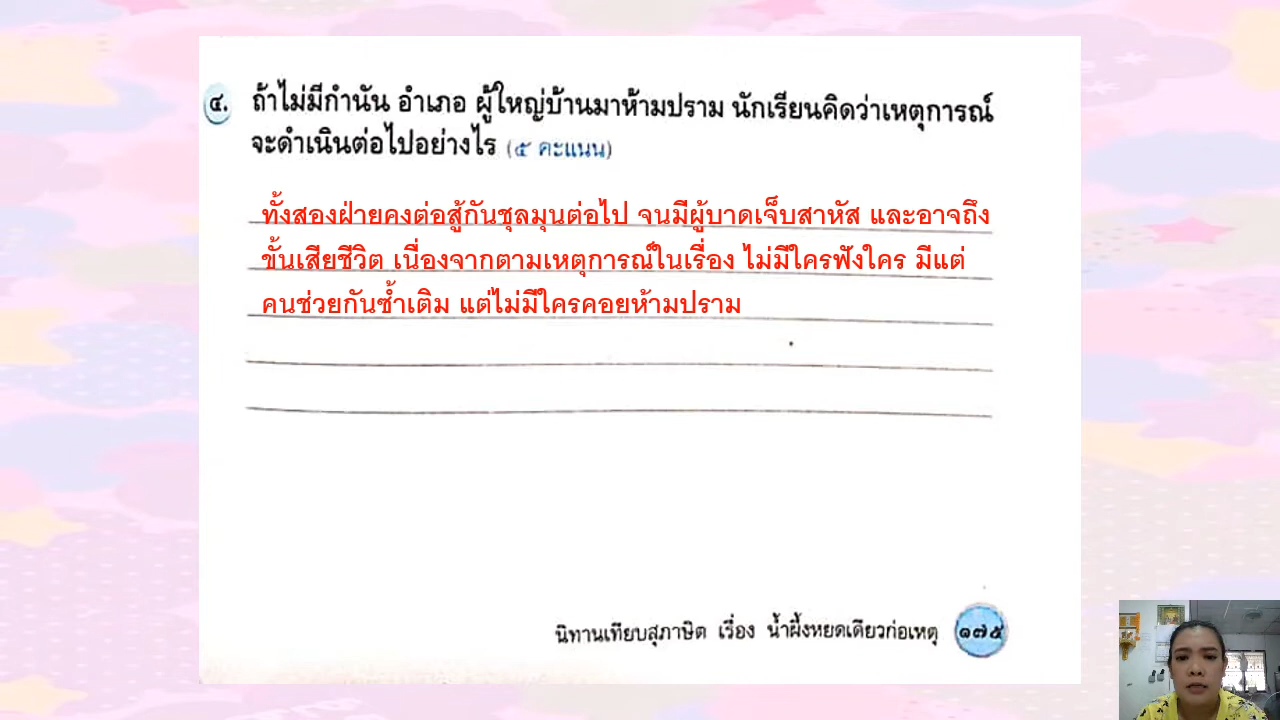 ๔. ถ้าไม่มีกำนัน อำเภอ ผู้ใหญ่บ้านมาห้ามปราม นักเรียนคิดว่าเหตุการณ์
จะดำเนินต่อไปอย่างไร (๕ คะแนน)
ทั้งสองฝ่ายคงต่อสู้กันชุลมุนต่อไป จนมีผู้บาดเจ็บสาหัส และอาจถึง
ขั้นเสียชีวิต เนื่องจากตามเหตุการณ์ในเรื่อง ไม่มีใครฟังใคร มีแต่
คนช่วยกันซ้ำเติม แต่ไม่มีใครคอยห้ามปราม
นิทานเทียบสุภาษิต เรื่อง น้ำผึ้งหยดเดียวก่อเหตุ ๑๗๕